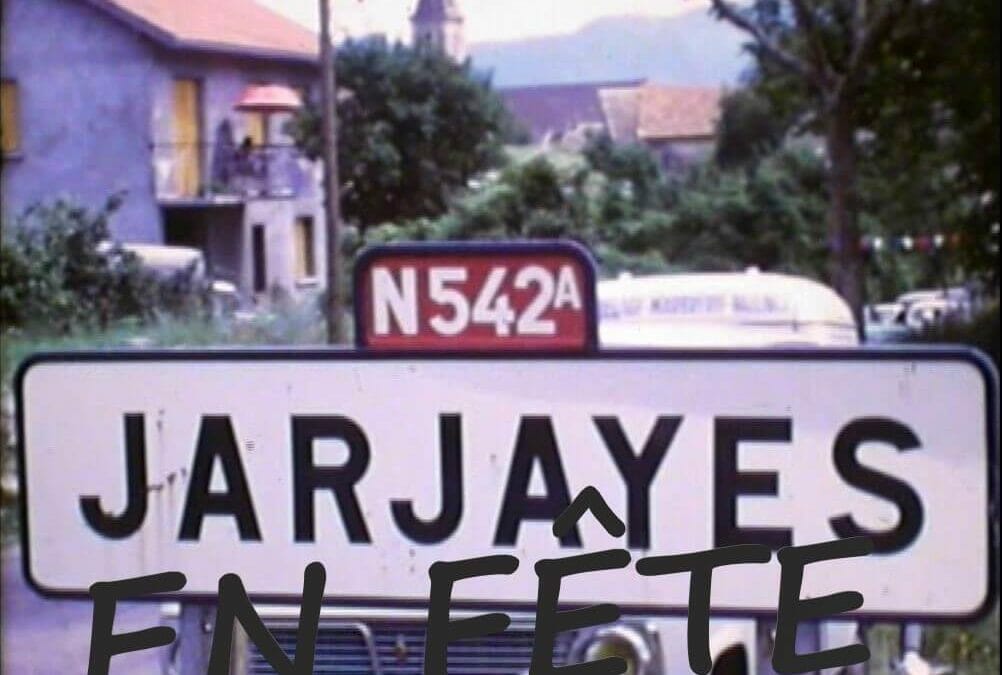 N542A
JARJAYES
EN FÊTE